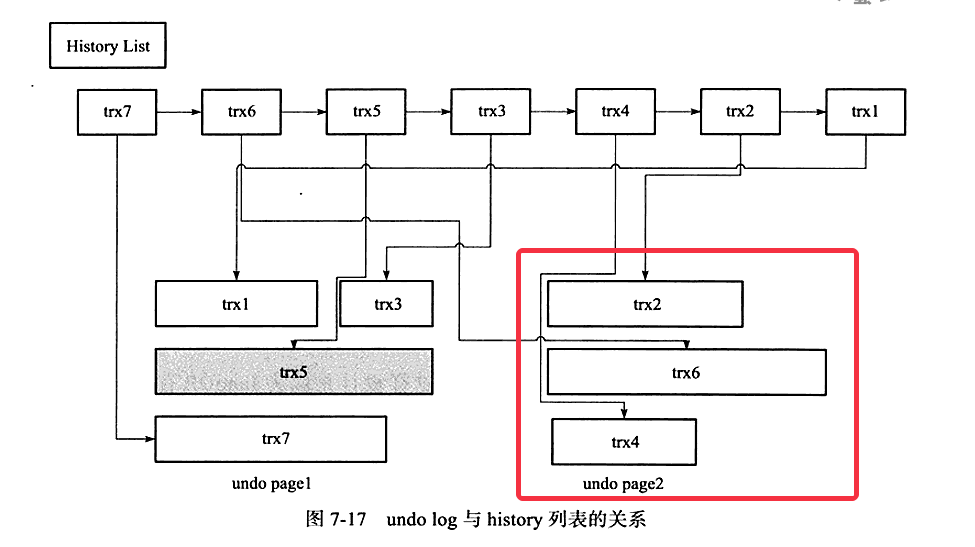 History List
trx7 trx6 trx5 trx3 trx4 trx2 trx1
trx1 trx3 trx2
trx5 trx6
trx7 trx4
undo page1 undo page2
图 7-17 undo log 与 history 列表的关系